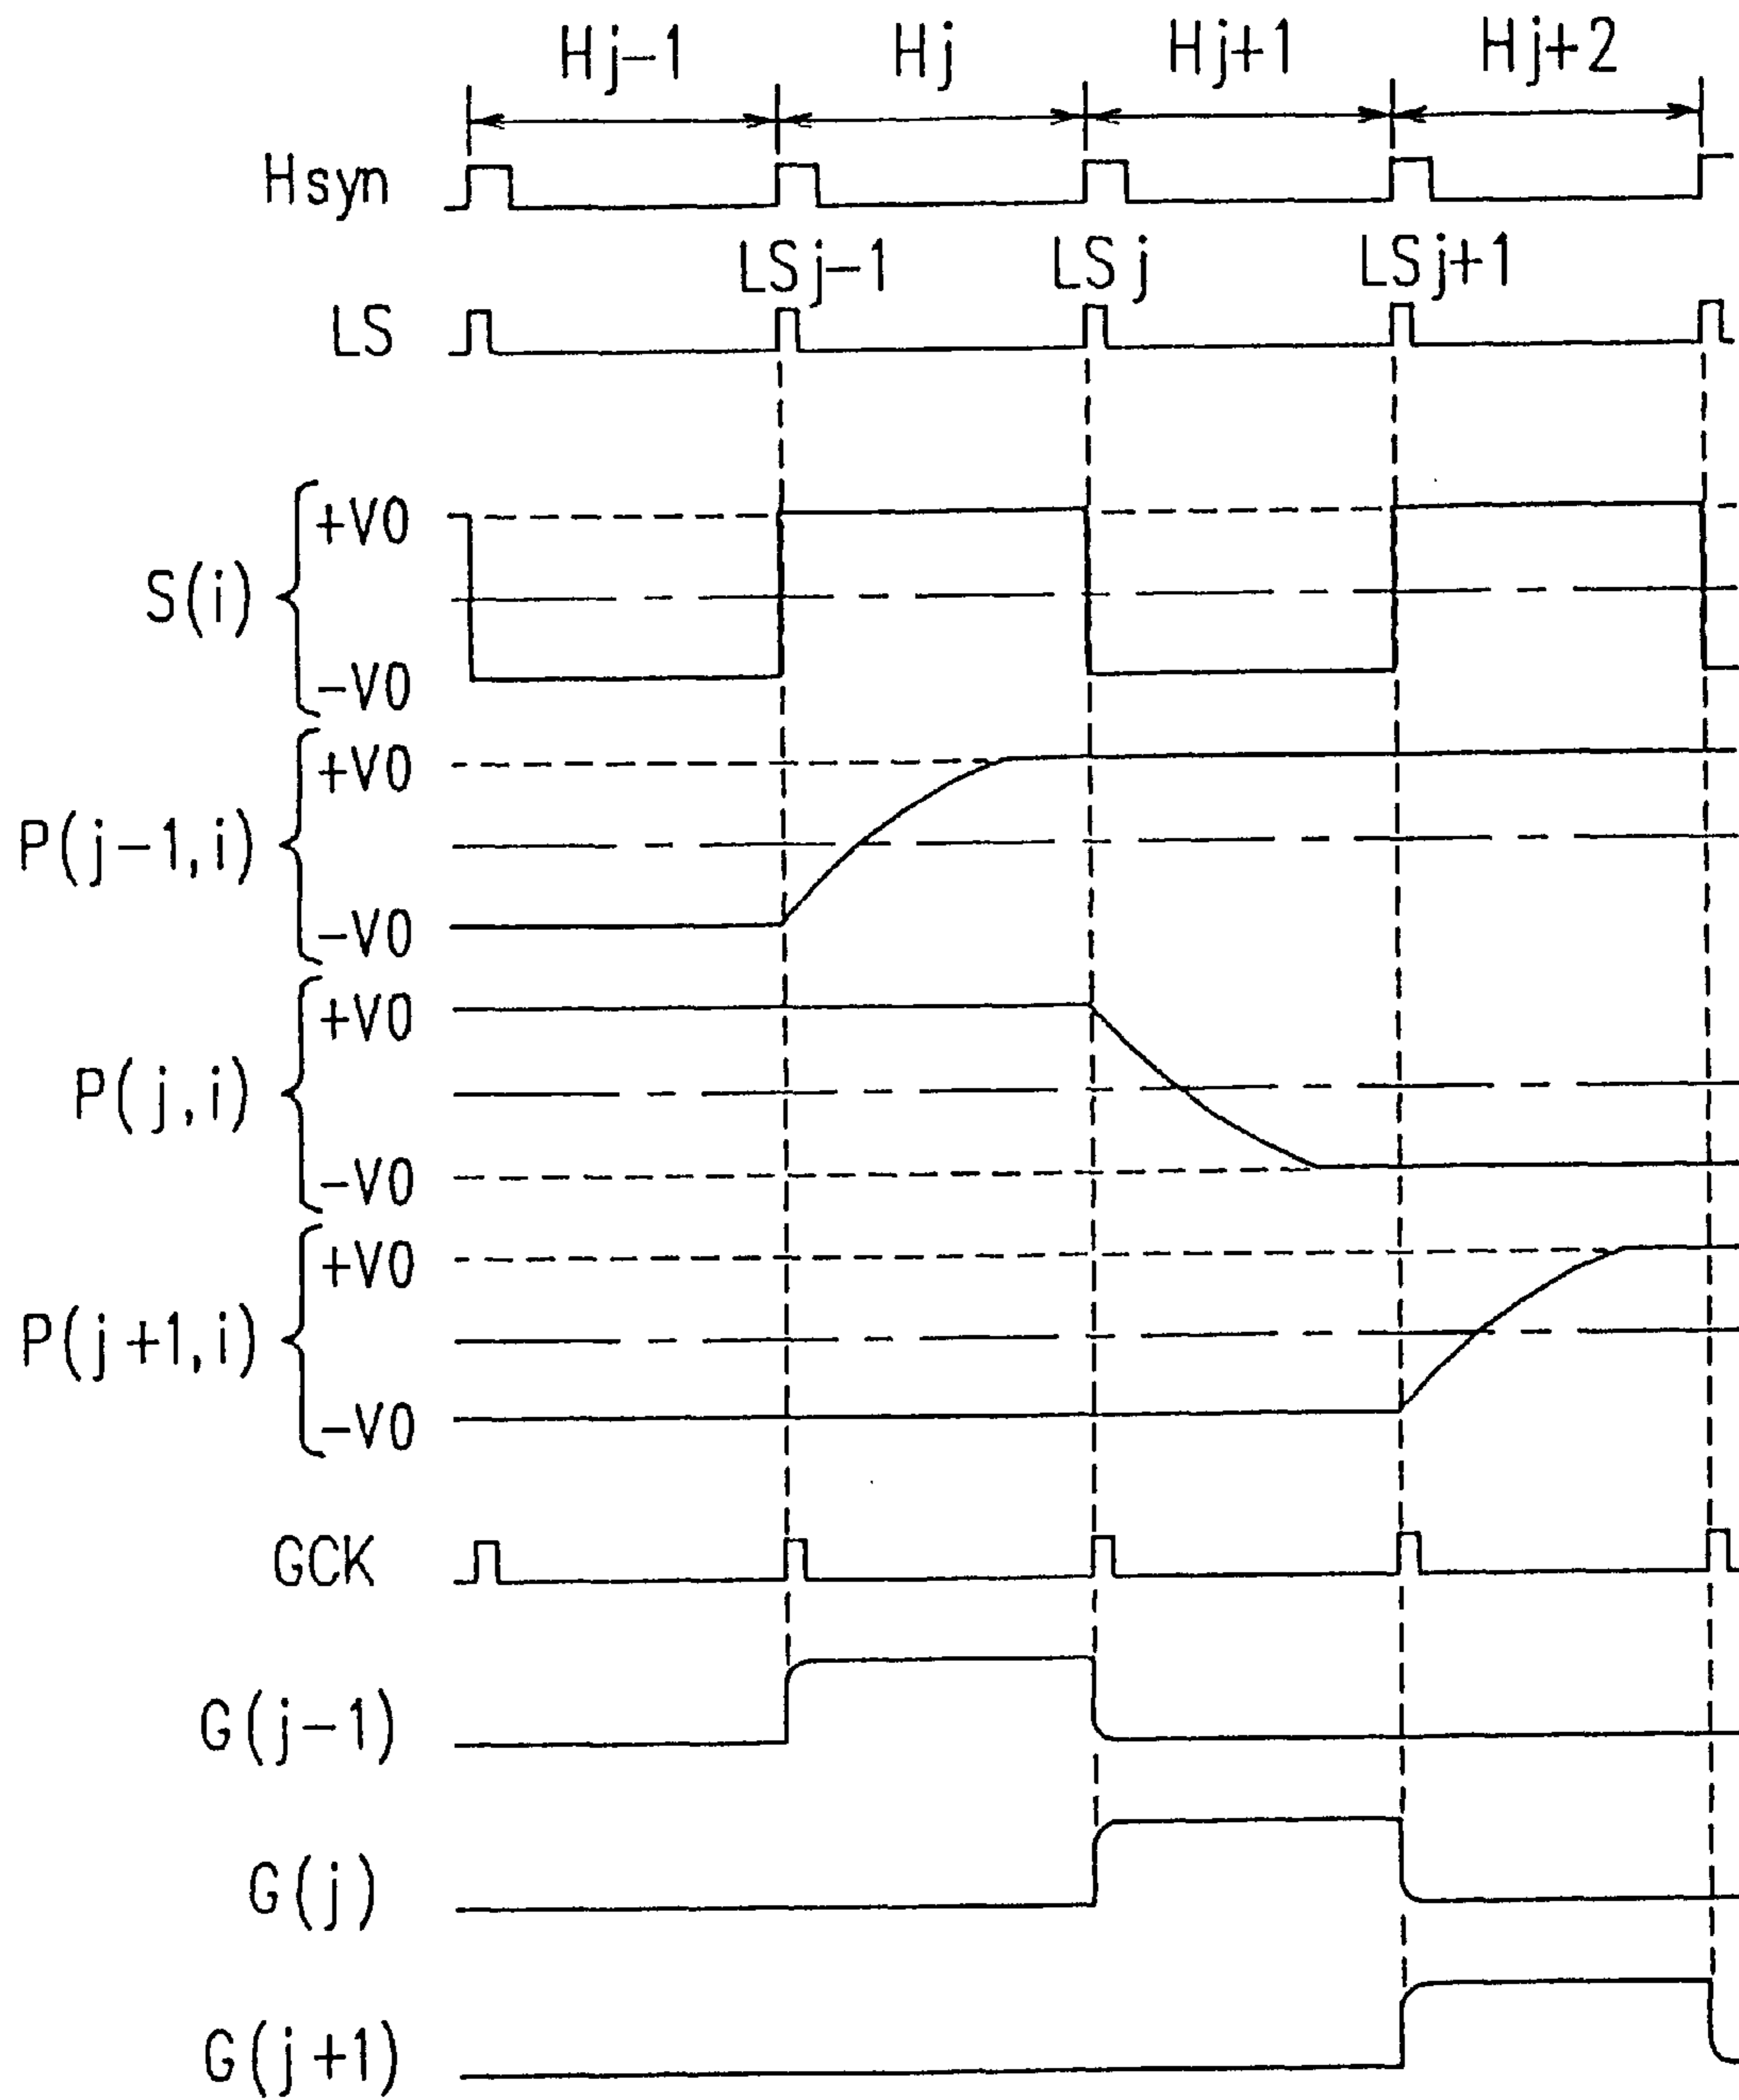 Hj-1 Hj Hj+1 Hj+2
Hsyn
LSj-1 LSj LSj+1
LS
+V0
S(i)
-V0
+V0
P(j-1,i)
-V0
+V0
P(j,i)
-V0
+V0
P(j+1,i)
-V0
GCK
G(j-1)
G(j)
G(j+1)